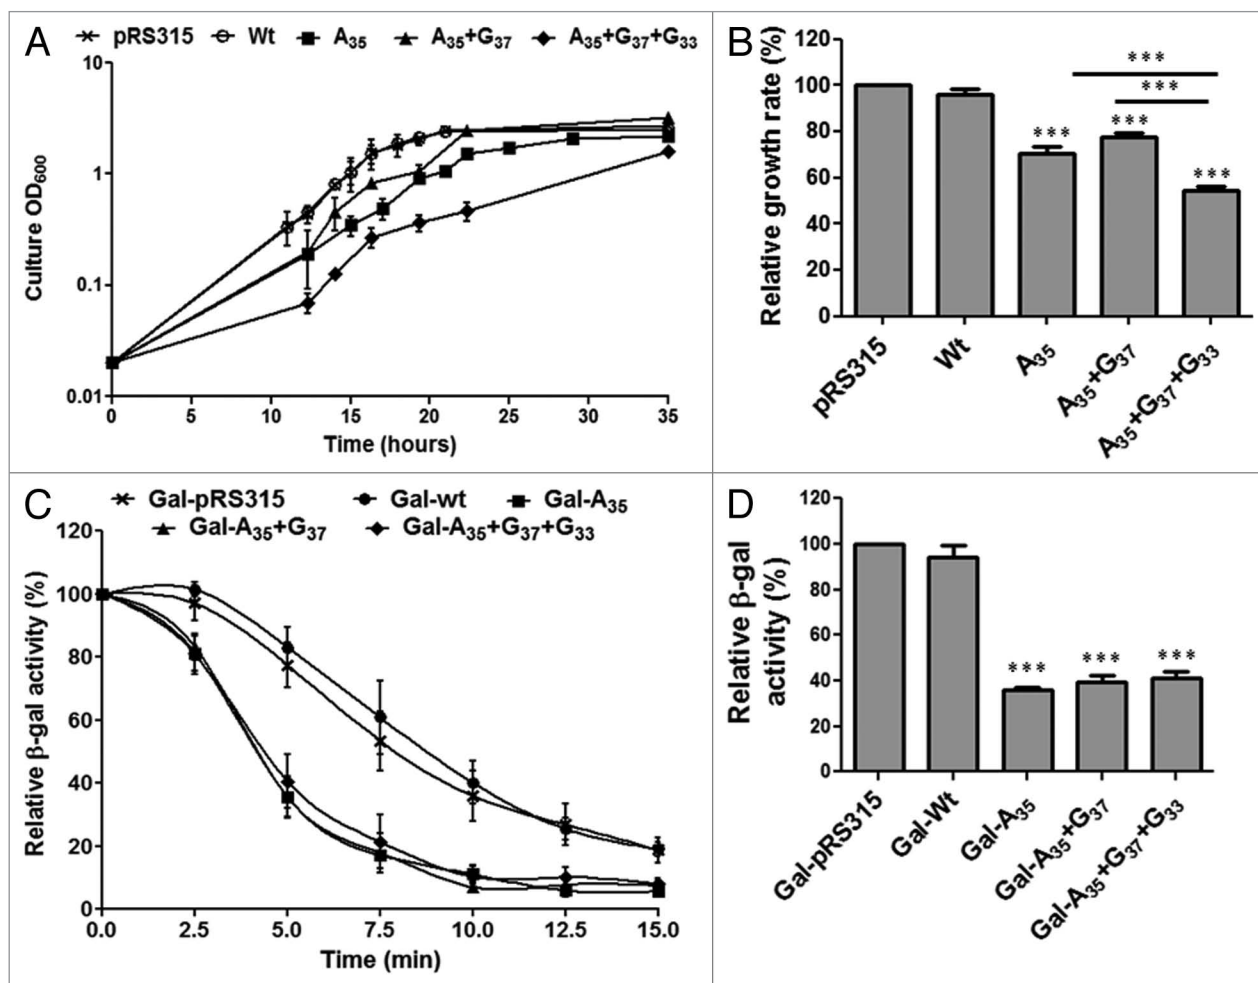 A
pRS315 Wt A35 A35+G37 A35+G37+G33
10
1
0.1
0.01
Culture OD600
0 5 10 15 20 25 30 35
Time (hours)
B
120
100
80
60
40
20
0
Relative growth rate (%)
***
***
***
***
***
pRS315
Wt
A35
A35+G37
A35+G37+G33
C
Gal-pRS315 Gal-wt Gal-A35
Gal-A35+G37 Gal-A35+G37+G33
120
100
80
60
40
20
0
Relative β-gal activity (%)
0.0 2.5 5.0 7.5 10.0 12.5 15.0
Time (min)
D
120
100
80
60
40
20
0
Relative β-gal
activity (%)
***
***
***
Gal-pRS315
Gal-Wt
Gal-A35
Gal-A35+G37
Gal-A35+G37+G33